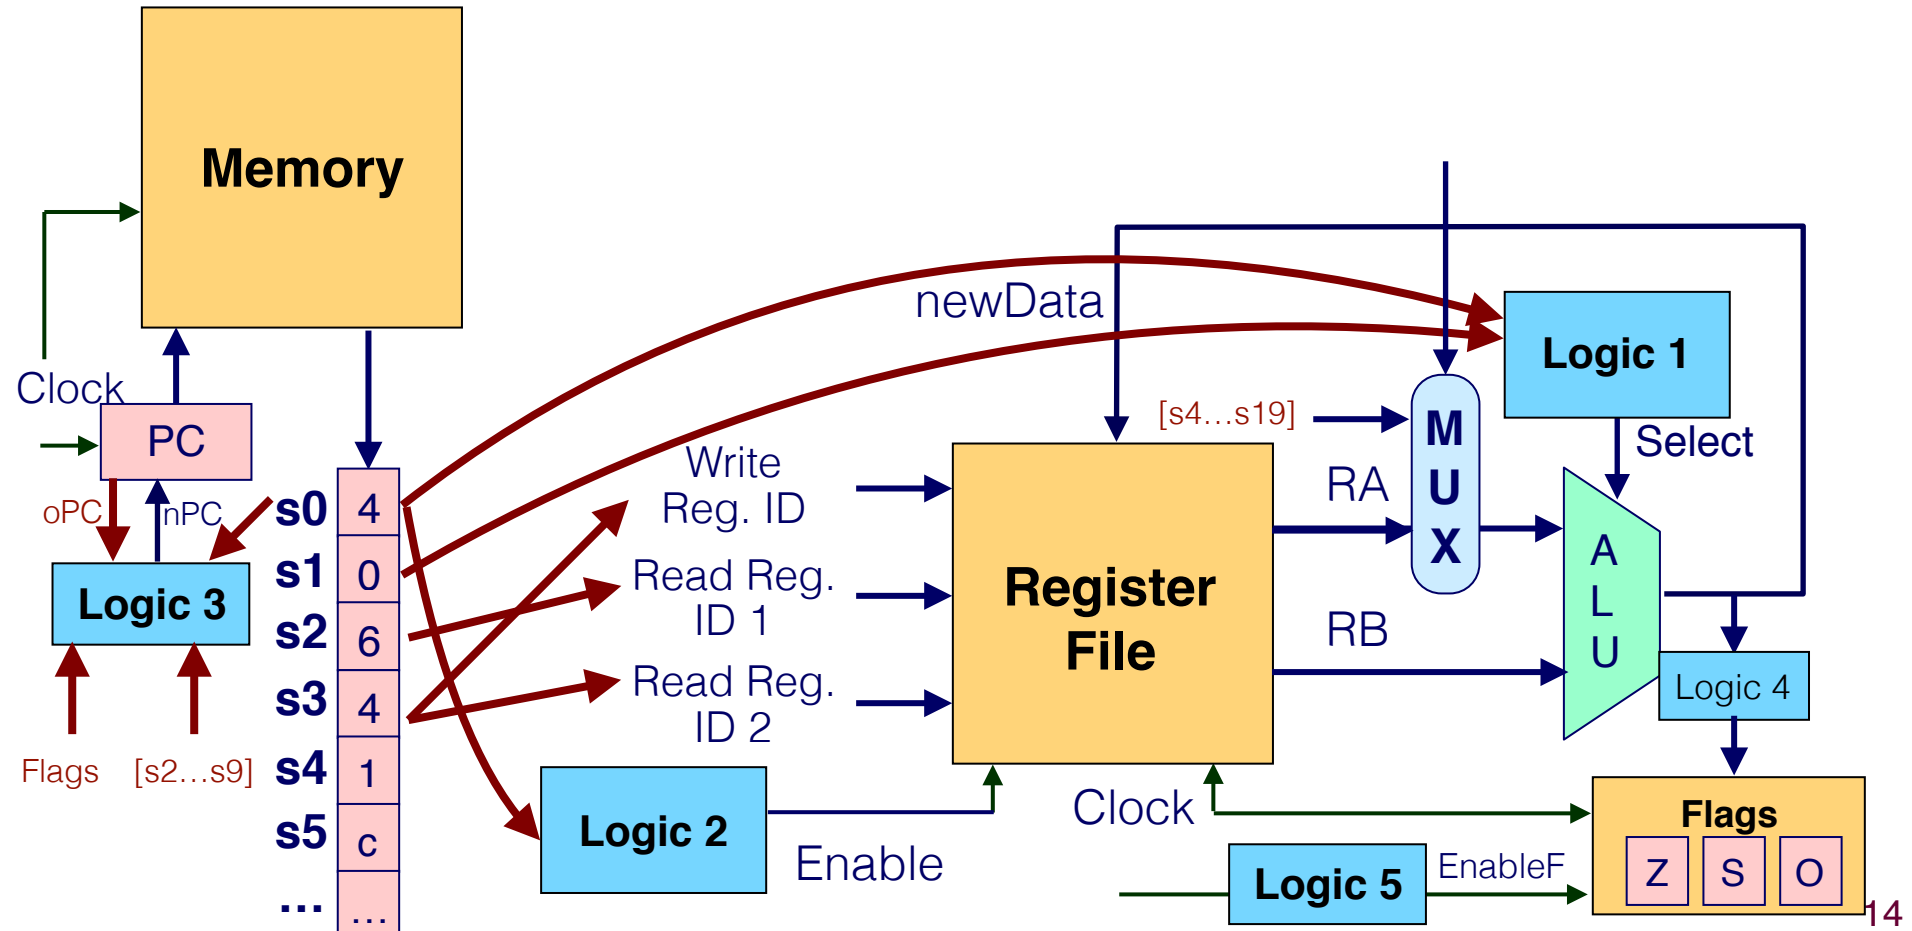 Memory
Clock
PC
oPC
nPC
Logic 3
Flags
[s2...s9]
s0 4
s1 0
s2 6
s3 4
s4 1
s5 c
... ...
Write
Reg. ID
Read Reg.
ID 1
Read Reg.
ID 2
Logic 2
Enable
newData
Register
File
Clock
[s4...s19]
RA
RB
M
U
X
Logic 1
Select
A
L
U
Logic 4
Flags
Z S O
Logic 5
EnableF
14